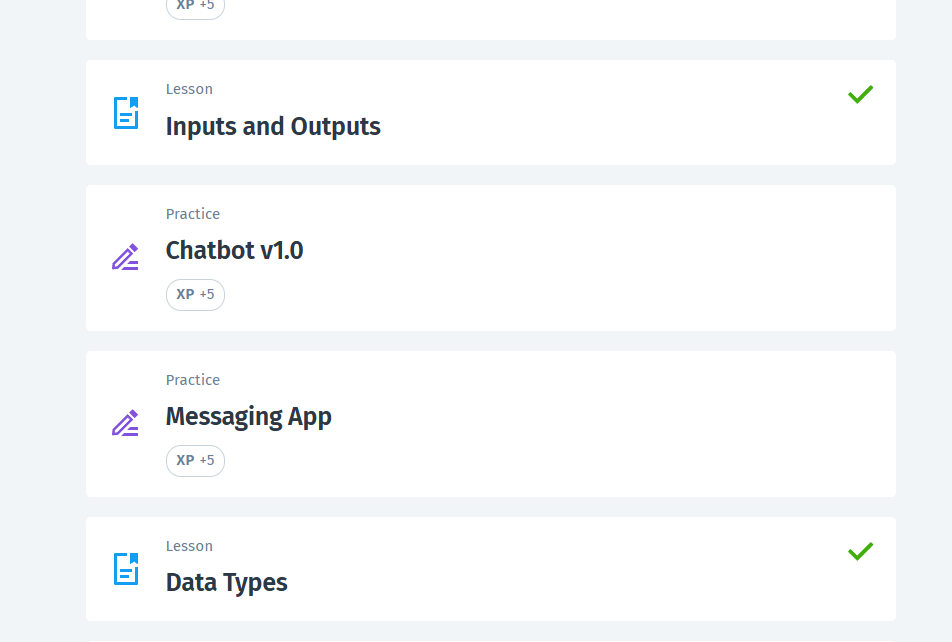 XP +5
Lesson
Inputs and Outputs
Practice
Chatbot v1.0
XP +5
Practice
Messaging App
XP +5
Lesson
Data Types